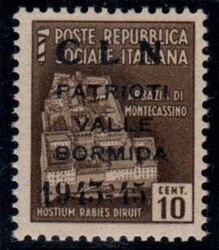 POSTE REPUBBLICA
SOCIALE ITALIANA
C.L.N
PATRIOTI
ABBAZIA DI
MONTECASSINO
VALLE
BORMIDA
1943-45
CENT.
10
HOSTIUM RABIES DIRUIT